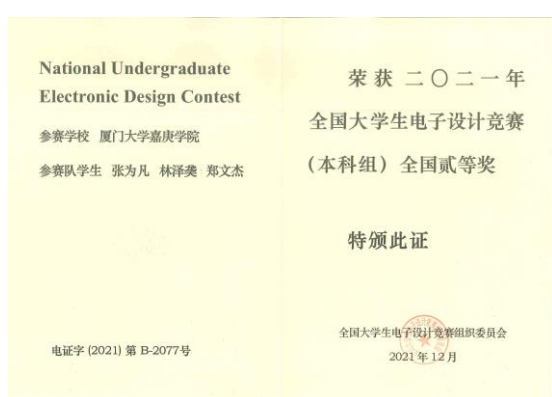 National Undergraduate
Electronic Design Contest
参赛学校 厦门大学嘉庚学院
参赛队学生 张为凡 林泽䶮 郑文杰
电证字 (2021) 第 B-2077号
荣获二〇二一年
全国大学生电子设计竞赛
(本科组) 全国贰等奖
特颁此证
全国大学生电子设计竞赛组织委员会
2021年12月